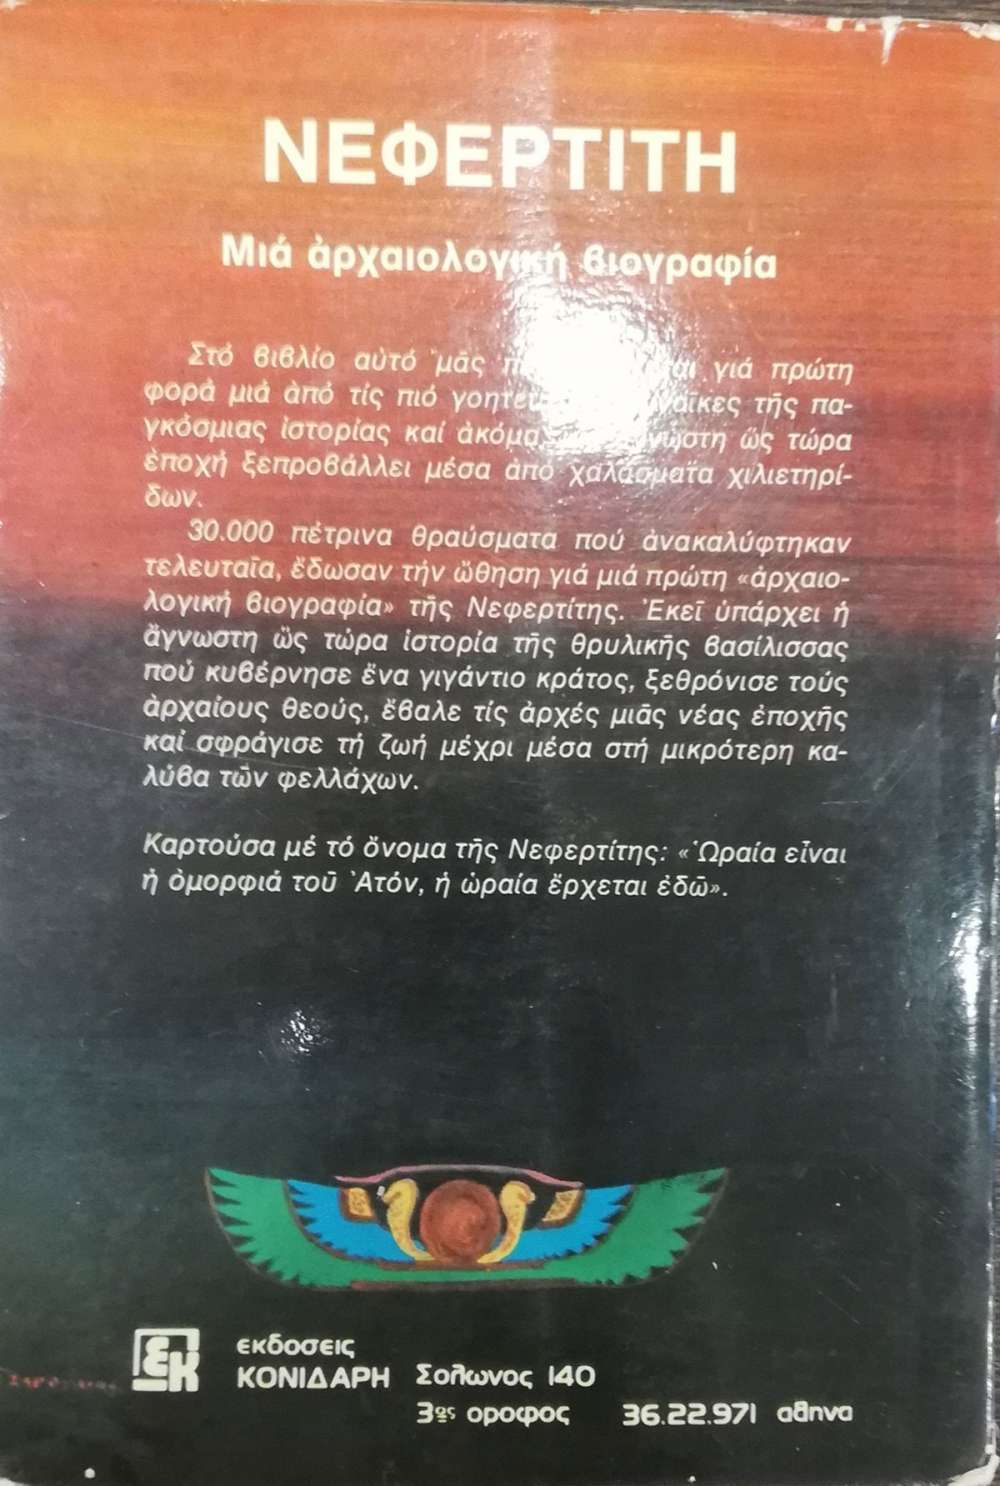 ΝΕΦΕΡΤΙΤΗ
Μιά ἀρχαιολογική βιογραφία
Στό βιβλίο αὐτό μᾶς γιά πρώτη
φορά μιά ἀπό τίς πιό τῆς πα-
γκόσμιας ἱστορίας καί ἀκόμα ὥς τώρα
ἐποχή ξεπροβάλλει μέσα ἀπό χαλάσματα χιλιετηρί-
δων.
30.000 πέτρινα θραύσματα πού ἀνακαλύφτηκαν
τελευταῖα, ἔδωσαν τήν ὤθηση γιά μιά πρώτη «ἀρχαιο-
λογική βιογραφία» τῆς Νεφερτίτης. Ἐκεῖ ὑπάρχει ἡ
ἄγνωστη ὥς τώρα ἱστορία τῆς θρυλικῆς βασίλισσας
πού κυβέρνησε ἕνα γιγάντιο κράτος, ξεθρόνισε τούς
ἀρχαίους θεούς, ἔβαλε τίς ἀρχές μιᾶς νέας ἐποχῆς
καί σφράγισε τή ζωή μέχρι μέσα στή μικρότερη κα-
λύβα τῶν φελλάχων.
Καρτούσα μέ τό ὄνομα τῆς Νεφερτίτης: «Ὡραία εἶναι
ἡ ὀμορφιά τοῦ Ἀτόν, ἡ ὡραία ἔρχεται ἐδῶ».
ΕΚ
εκδοσεις
ΚΟΝΙΔΑΡΗ Σολωνος 140
3ος οροφος 36.22.971 αθηνα